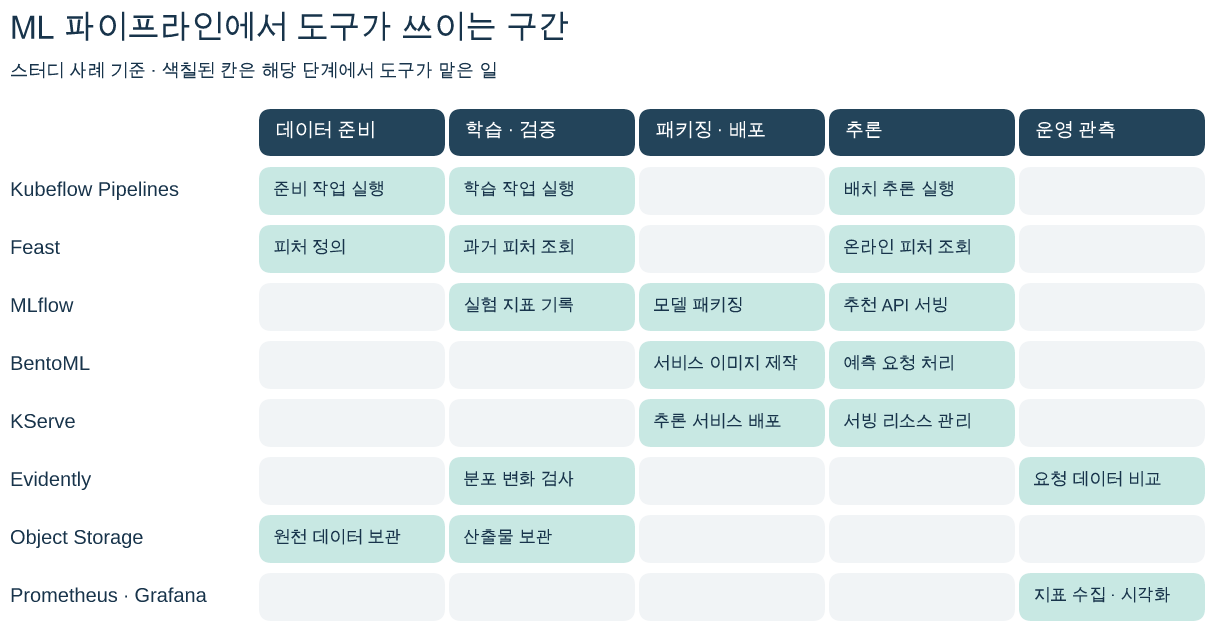 ML 파이프라인에서 도구가 쓰이는 구간
스터디 사례 기준 · 색칠된 칸은 해당 단계에서 도구가 맡은 일
데이터 준비 학습 · 검증 패키징 · 배포 추론 운영 관측
Kubeflow Pipelines 준비 작업 실행 학습 작업 실행 배치 추론 실행
Feast 피처 정의 과거 피처 조회 온라인 피처 조회
MLflow 실험 지표 기록 모델 패키징 추천 API 서빙
BentoML 서비스 이미지 제작 예측 요청 처리
KServe 추론 서비스 배포 서빙 리소스 관리
Evidently 분포 변화 검사 요청 데이터 비교
Object Storage 원천 데이터 보관 산출물 보관
Prometheus · Grafana 지표 수집 · 시각화